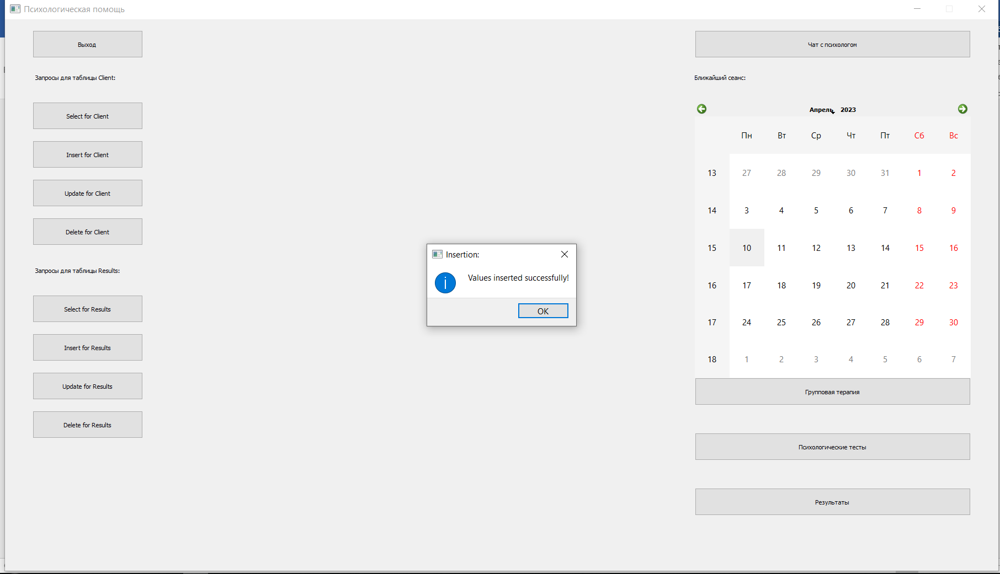 Психологическая помощь
Выход
Запросы для таблицы Client:
Select for Client
Insert for Client
Update for Client
Delete for Client
Запросы для таблицы Results:
Select for Results
Insert for Results
Update for Results
Delete for Results
Insertion:
Values inserted successfully!
OK
Чат с психологом
Ближайший сеанс:
Апрель 2023
Пн Вт Ср Чт Пт Сб Вс
13 27 28 29 30 31 1 2
14 3 4 5 6 7 8 9
15 10 11 12 13 14 15 16
16 17 18 19 20 21 22 23
17 24 25 26 27 28 29 30
18 1 2 3 4 5 6 7
Групповая терапия
Психологические тесты
Результаты